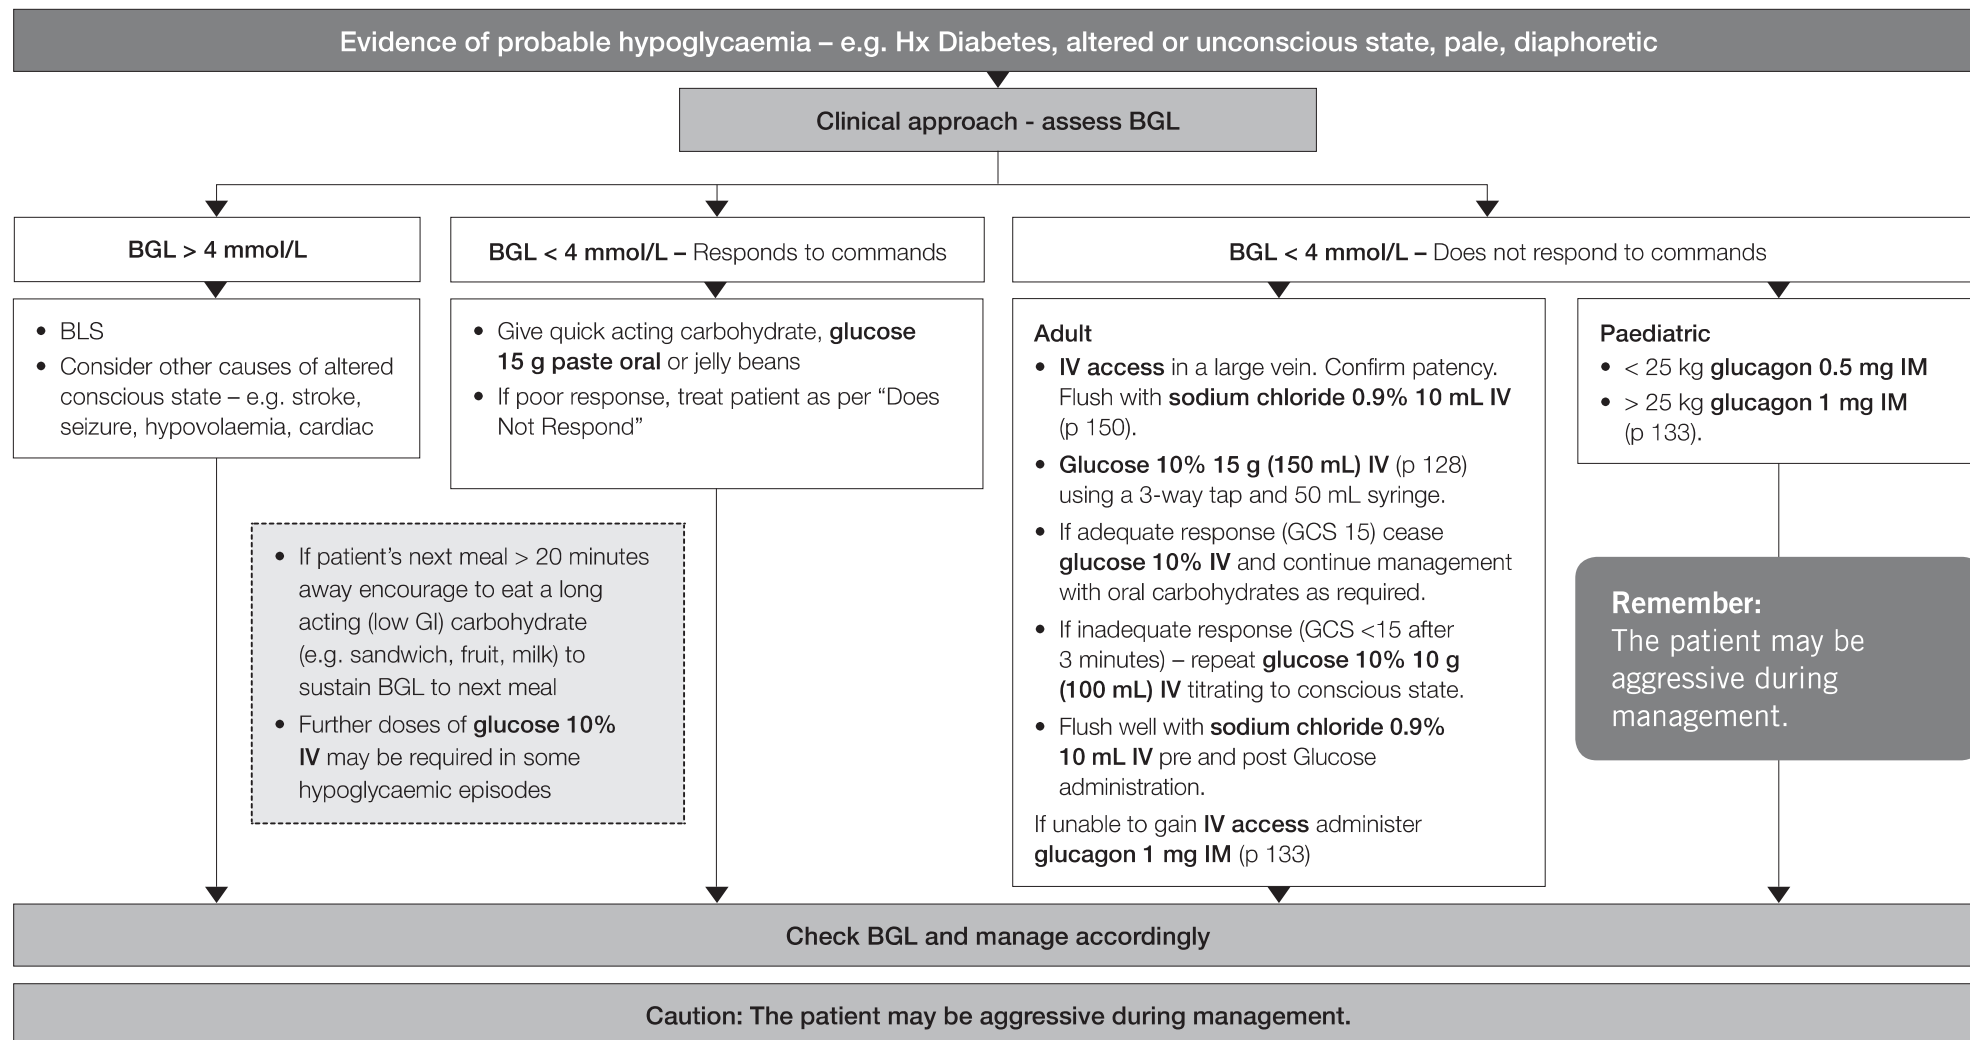 Evidence of probable hypoglycaemia – e.g. Hx Diabetes, altered or unconscious state, pale, diaphoretic
Clinical approach - assess BGL
BGL > 4 mmol/L
• BLS
• Consider other causes of altered
conscious state – e.g. stroke,
seizure, hypovolaemia, cardiac
BGL < 4 mmol/L – Responds to commands
• Give quick acting carbohydrate, glucose
15 g paste oral or jelly beans
• If poor response, treat patient as per “Does
Not Respond”
• If patient’s next meal > 20 minutes
away encourage to eat a long
acting (low GI) carbohydrate
(e.g. sandwich, fruit, milk) to
sustain BGL to next meal
• Further doses of glucose 10%
IV may be required in some
hypoglycaemic episodes
BGL < 4 mmol/L – Does not respond to commands
Adult
• IV access in a large vein. Confirm patency.
Flush with sodium chloride 0.9% 10 mL IV
(p 150).
• Glucose 10% 15 g (150 mL) IV (p 128)
using a 3-way tap and 50 mL syringe.
• If adequate response (GCS 15) cease
glucose 10% IV and continue management
with oral carbohydrates as required.
• If inadequate response (GCS <15 after
3 minutes) – repeat glucose 10% 10 g
(100 mL) IV titrating to conscious state.
• Flush well with sodium chloride 0.9%
10 mL IV pre and post Glucose
administration.
If unable to gain IV access administer
glucagon 1 mg IM (p 133)
Paediatric
• < 25 kg glucagon 0.5 mg IM
• > 25 kg glucagon 1 mg IM
(p 133).
Remember:
The patient may be
aggressive during
management.
Check BGL and manage accordingly
Caution: The patient may be aggressive during management.